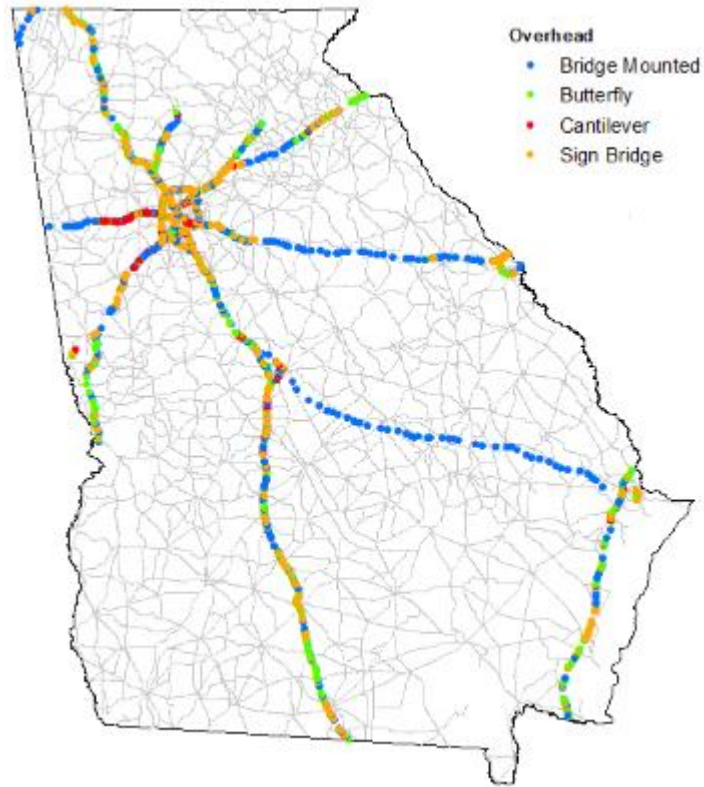 Overhead
Bridge Mounted
Butterfly
Cantilever
Sign Bridge